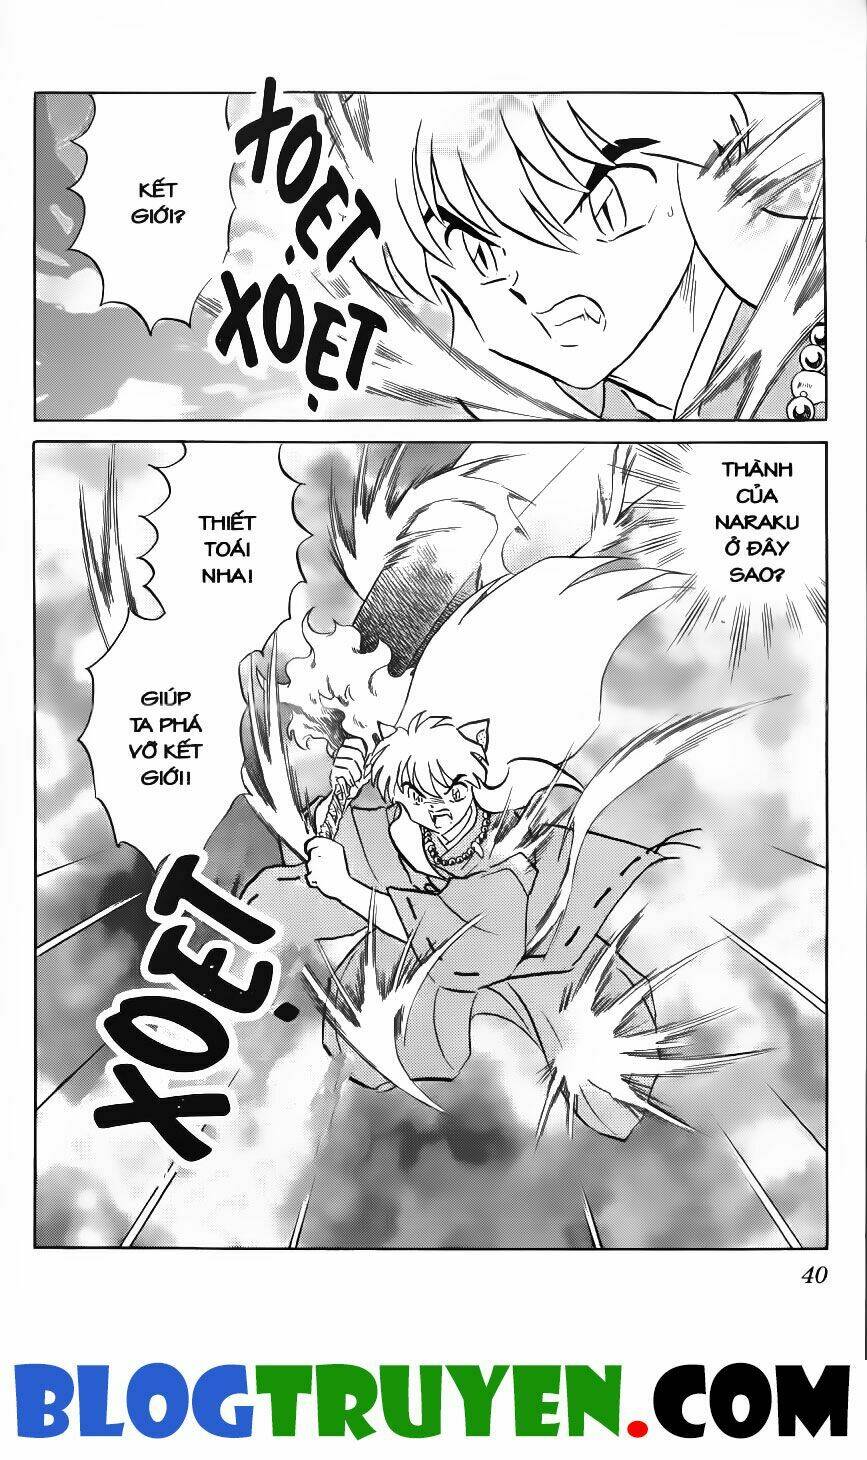 XOẸT
XOẸT
KẾT
GIỚI?
THÀNH
CỦA
NARAKU
Ở ĐÂY
SAO?
THIẾT
TOÁI
NHA!
GIÚP
TA PHÁ
VỠ KẾT
GIỚI!
XOẸT
40
BLOGTRUYEN.COM